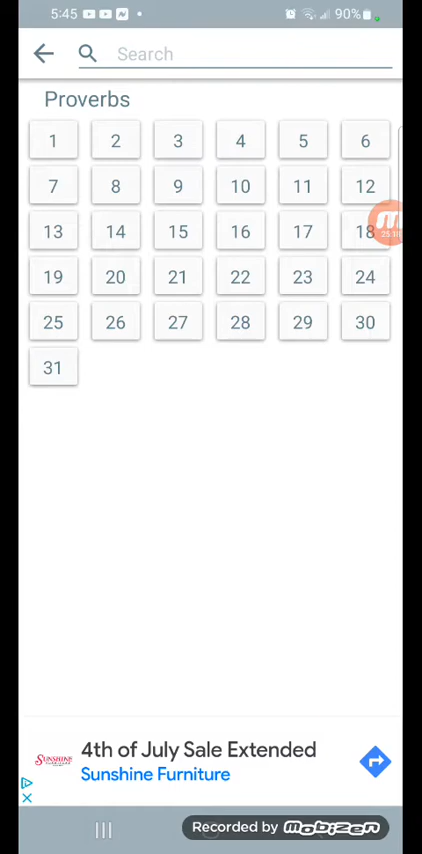 5:45 90%
Search
Proverbs
1 2 3 4 5 6
7 8 9 10 11 12
13 14 15 16 17 18
19 20 21 22 23 24
25 26 27 28 29 30
31
4th of July Sale Extended
SUNSHINE
Sunshine Furniture
Recorded by MOBIZEN